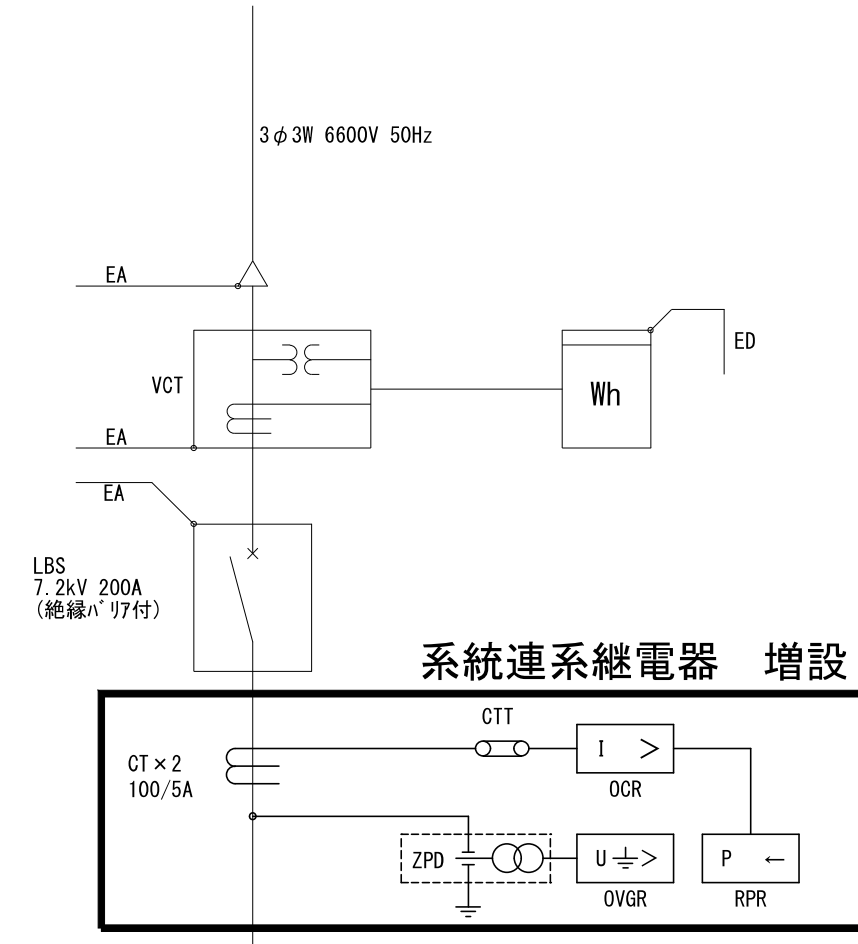 3φ3W 6600V 50Hz
EA
VCT
Wh
ED
EA
EA
LBS
7.2kV 200A
(絶縁ﾊﾞﾘｱ付)
系統連系継電器　増設
CTT
CT×2
100/5A
I >
OCR
ZPD
U >
P ←
OVGR
RPR